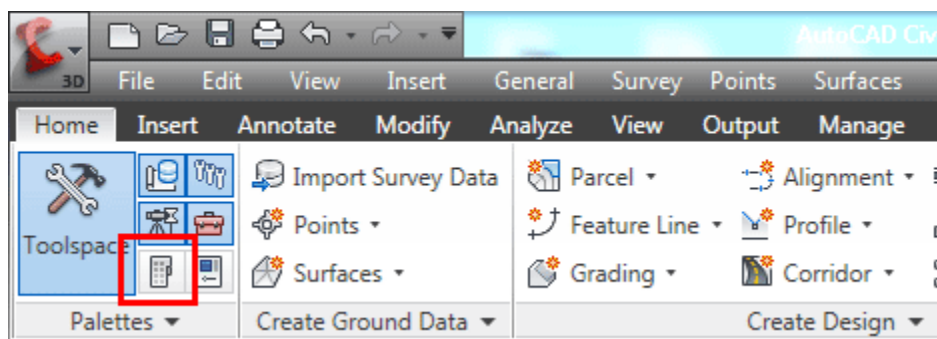 AutoCAD Civ
3D File Edit View Insert General Survey Points Surfaces
Home Insert Annotate Modify Analyze View Output Manage
Import Survey Data Parcel Alignment
Toolspace Points Feature Line Profile
Surfaces Grading Corridor
Palettes Create Ground Data Create Design